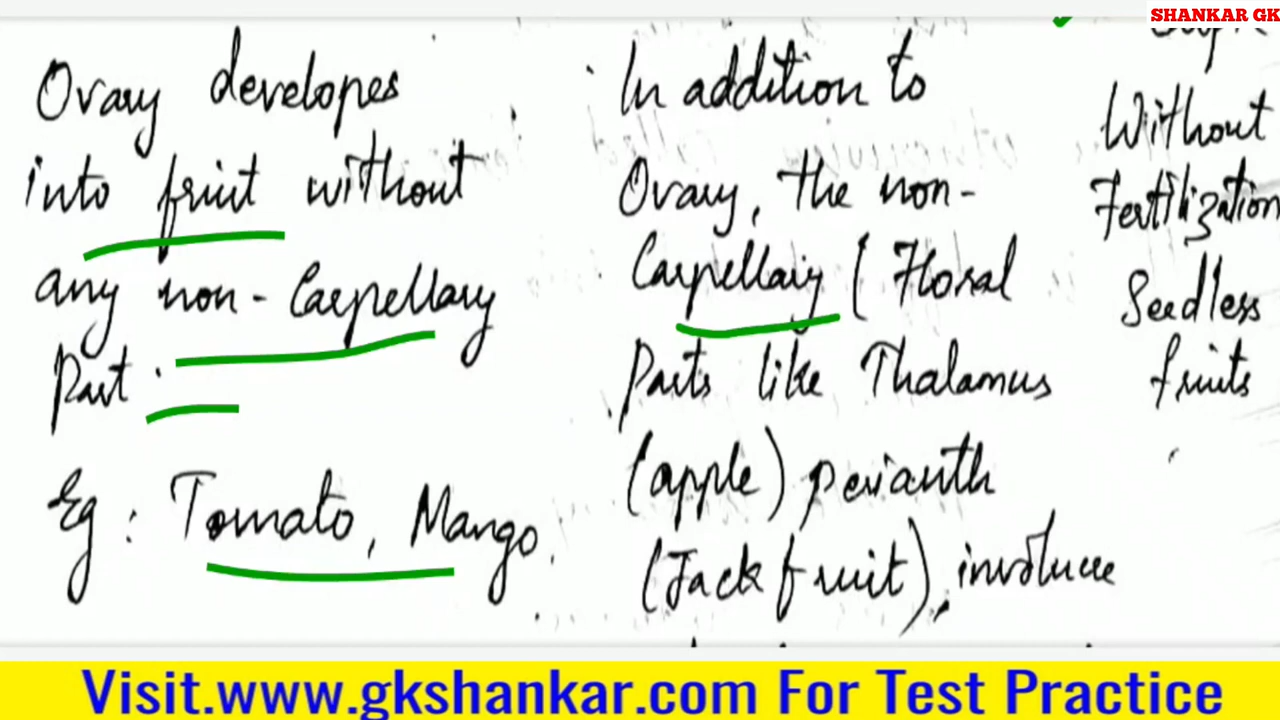 SHANKAR GK
Ovary developes
into fruit without
any non-Carpellary
Part.
Eg: Tomato, Mango.
In addition to
Ovary, the non-
Carpellary (Floral
Parts like Thalamus
(apple) perianth
(Jack fruit), involucre
Without
Fertilization
Seedless
fruits
Visit.www.gkshankar.com For Test Practice